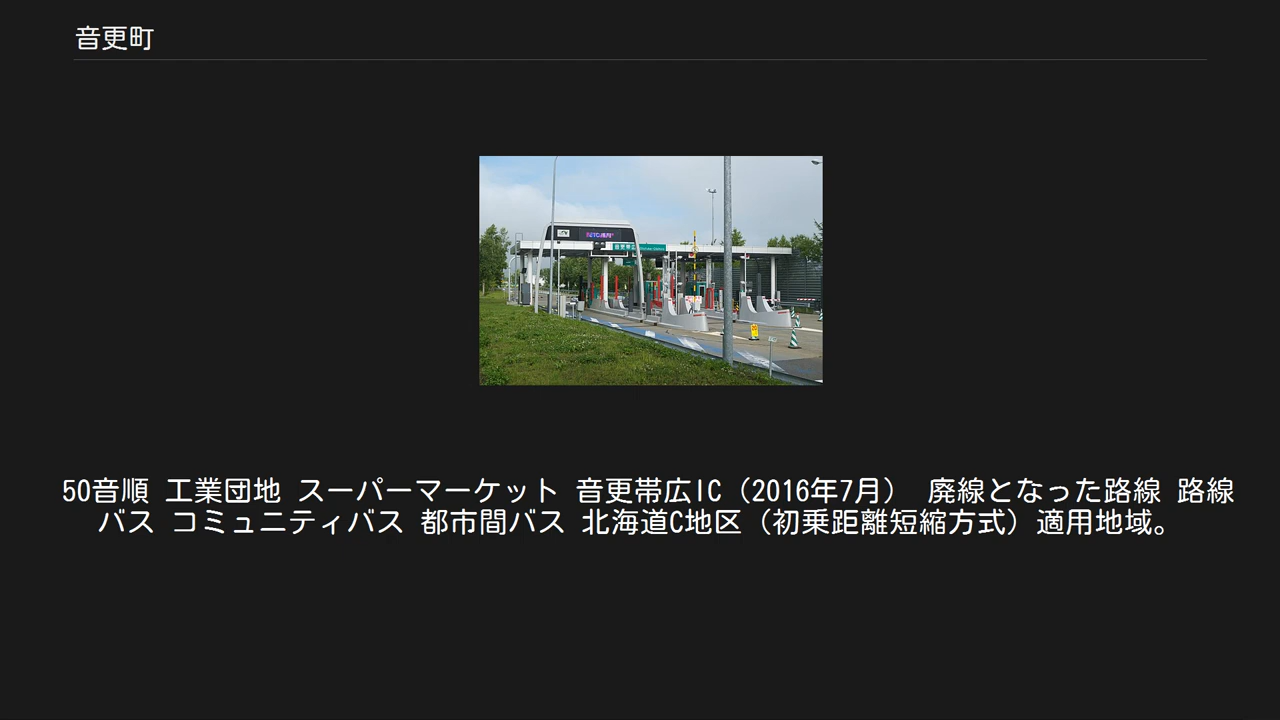 音更町
音更帯広
50音順 工業団地 スーパーマーケット 音更帯広IC（2016年7月） 廃線となった路線 路線
バス コミュニティバス 都市間バス 北海道C地区（初乗距離短縮方式）適用地域。